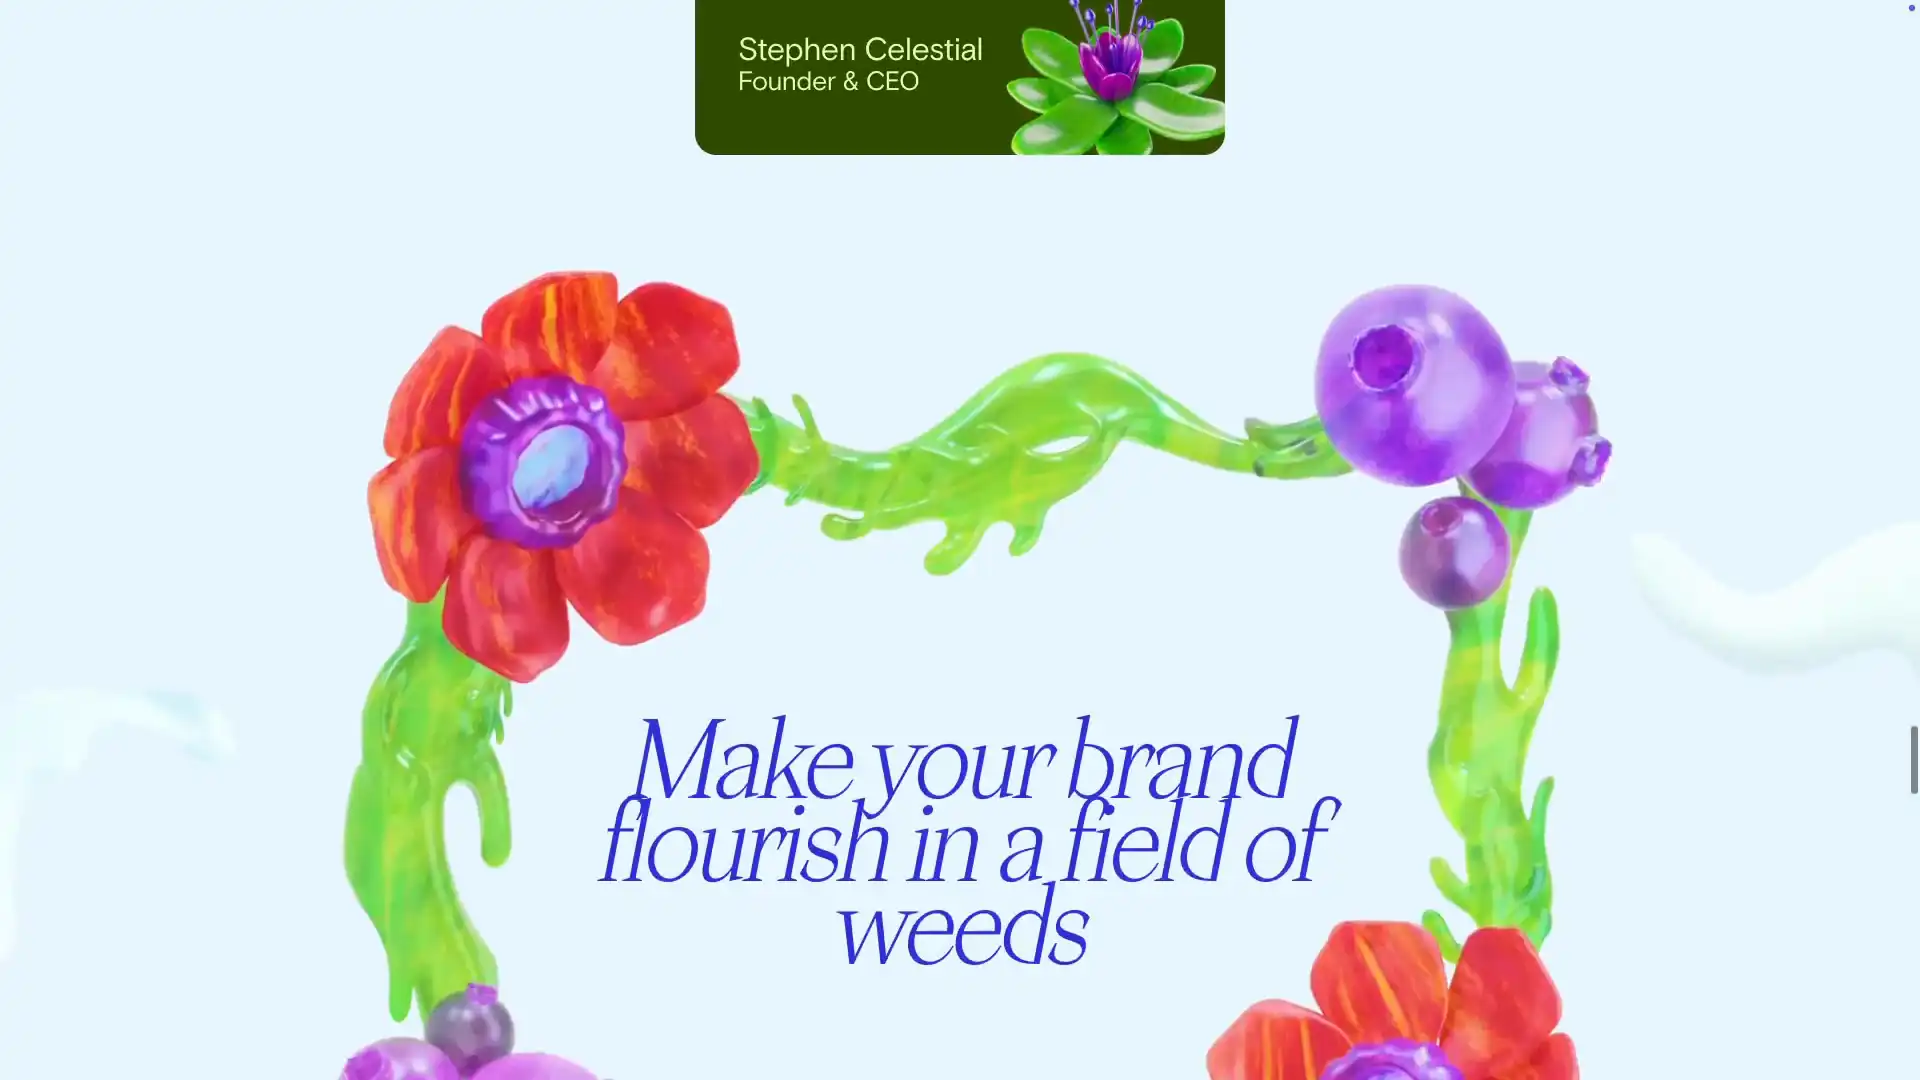 Stephen Celestial
Founder & CEO
Make your brand
flourish in a field of
weeds